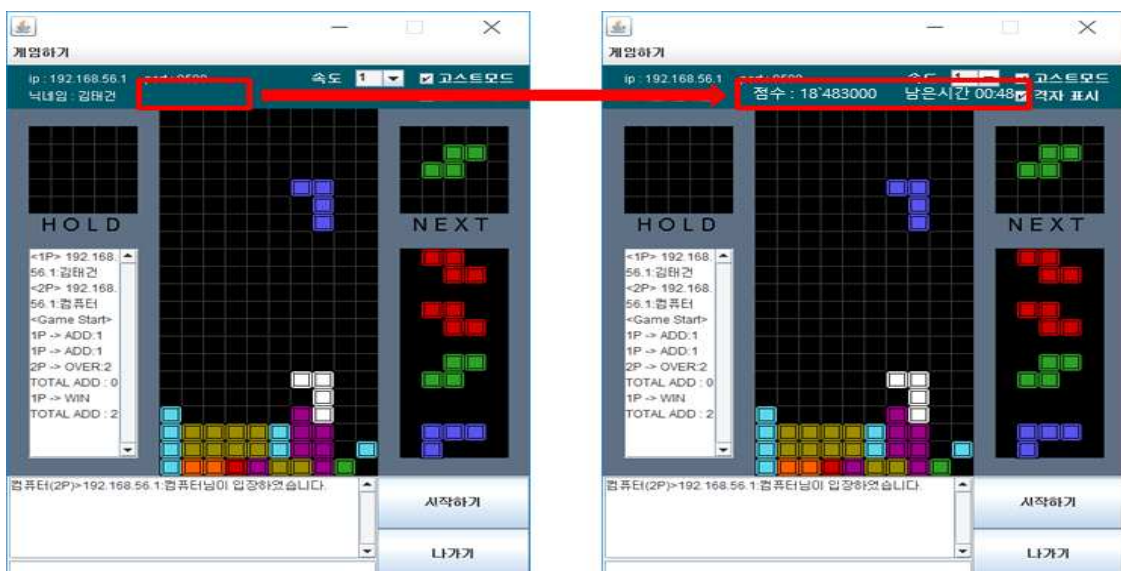 게임하기
ip : 192.168.56.1
속도 1 고스트모드
닉네임 : 김태건
HOLD
NEXT
<1P> 192.168.
56.1:김태건
<2P> 192.168.
56.1:컴퓨터
<Game Start>
1P -> ADD:1
1P -> ADD:1
2P -> OVER:2
TOTAL ADD : 0
1P -> WIN
TOTAL ADD : 2
컴퓨터(2P)>192.168.56.1:컴퓨터님이 입장하였습니다.
시작하기
나가기
게임하기
ip : 192.168.56.1
속도 1 고스트모드
점수 : 18`483000 남은시간 00:48 격자 표시
HOLD
NEXT
<1P> 192.168.
56.1:김태건
<2P> 192.168.
56.1:컴퓨터
<Game Start>
1P -> ADD:1
1P -> ADD:1
2P -> OVER:2
TOTAL ADD : 0
1P -> WIN
TOTAL ADD : 2
컴퓨터(2P)>192.168.56.1:컴퓨터님이 입장하였습니다.
시작하기
나가기